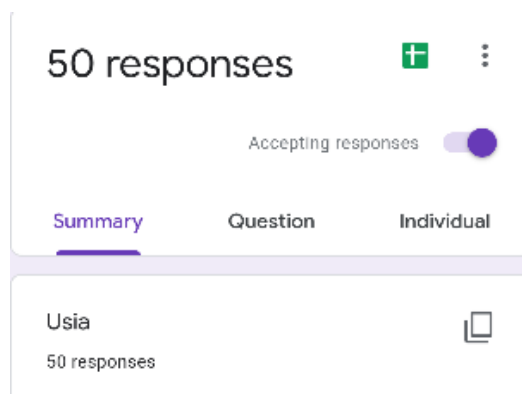 50 responses
Accepting responses
Summary Question Individual
Usia
50 responses